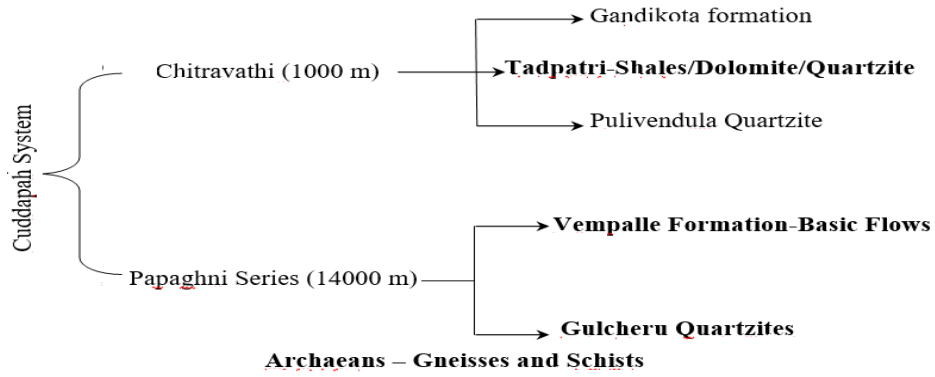 Gandikota formation
Chitravathi (1000 m)
Tadpatri-Shales/Dolomite/Quartzite
Pulivendula Quartzite
Cuddapah System
Vempalle Formation-Basic Flows
Papaghni Series (14000 m)
Gulcheru Quartzites
Archaeans – Gneisses and Schists